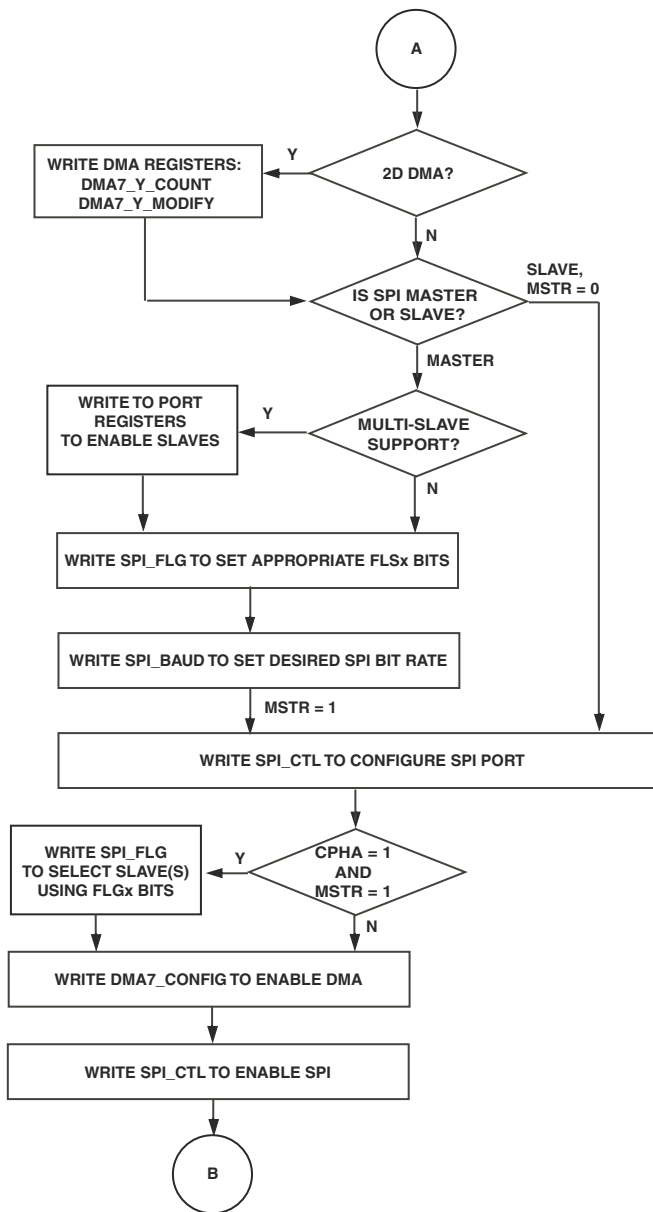 A
2D DMA?
Y
WRITE DMA REGISTERS:
DMA7_Y_COUNT
DMA7_Y_MODIFY
N
IS SPI MASTER
OR SLAVE?
SLAVE,
MSTR = 0
MASTER
MULTI-SLAVE
SUPPORT?
Y
WRITE TO PORT
REGISTERS
TO ENABLE SLAVES
N
WRITE SPI_FLG TO SET APPROPRIATE FLSx BITS
WRITE SPI_BAUD TO SET DESIRED SPI BIT RATE
MSTR = 1
WRITE SPI_CTL TO CONFIGURE SPI PORT
CPHA = 1
AND
MSTR = 1
Y
WRITE SPI_FLG
TO SELECT SLAVE(S)
USING FLGx BITS
N
WRITE DMA7_CONFIG TO ENABLE DMA
WRITE SPI_CTL TO ENABLE SPI
B